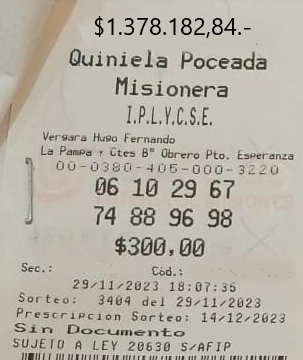 $1.378.182,84.-
Quiniela Poceada
Misionera
I.P.L.Y.C.S.E.
Vergara Hugo Fernando
La Pampa y Ctes Bº Obrero Pto. Esperanza
00-0380-405-000-3220
06 10 29 67
74 88 96 98
$300,00
Sec.: Cód.:
29/11/2023 18:07:35
Sorteo: 3404 del 29/11/2023
Prescripcion Sorteo: 14/12/2023
Sin Documento
SUJETO A LEY 20630 S/AFIP